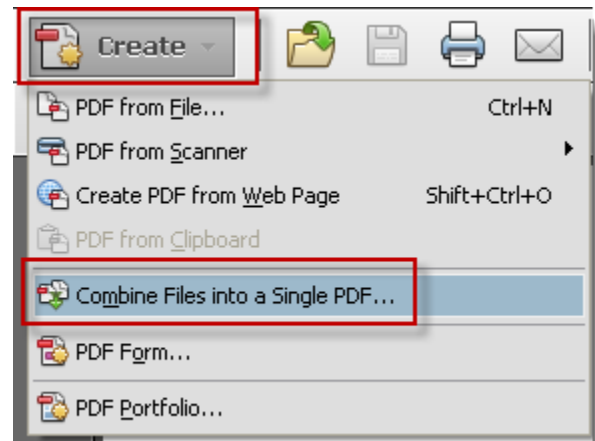 Create
PDF from File... Ctrl+N
PDF from Scanner
Create PDF from Web Page Shift+Ctrl+O
PDF from Clipboard
Combine Files into a Single PDF...
PDF Form...
PDF Portfolio...